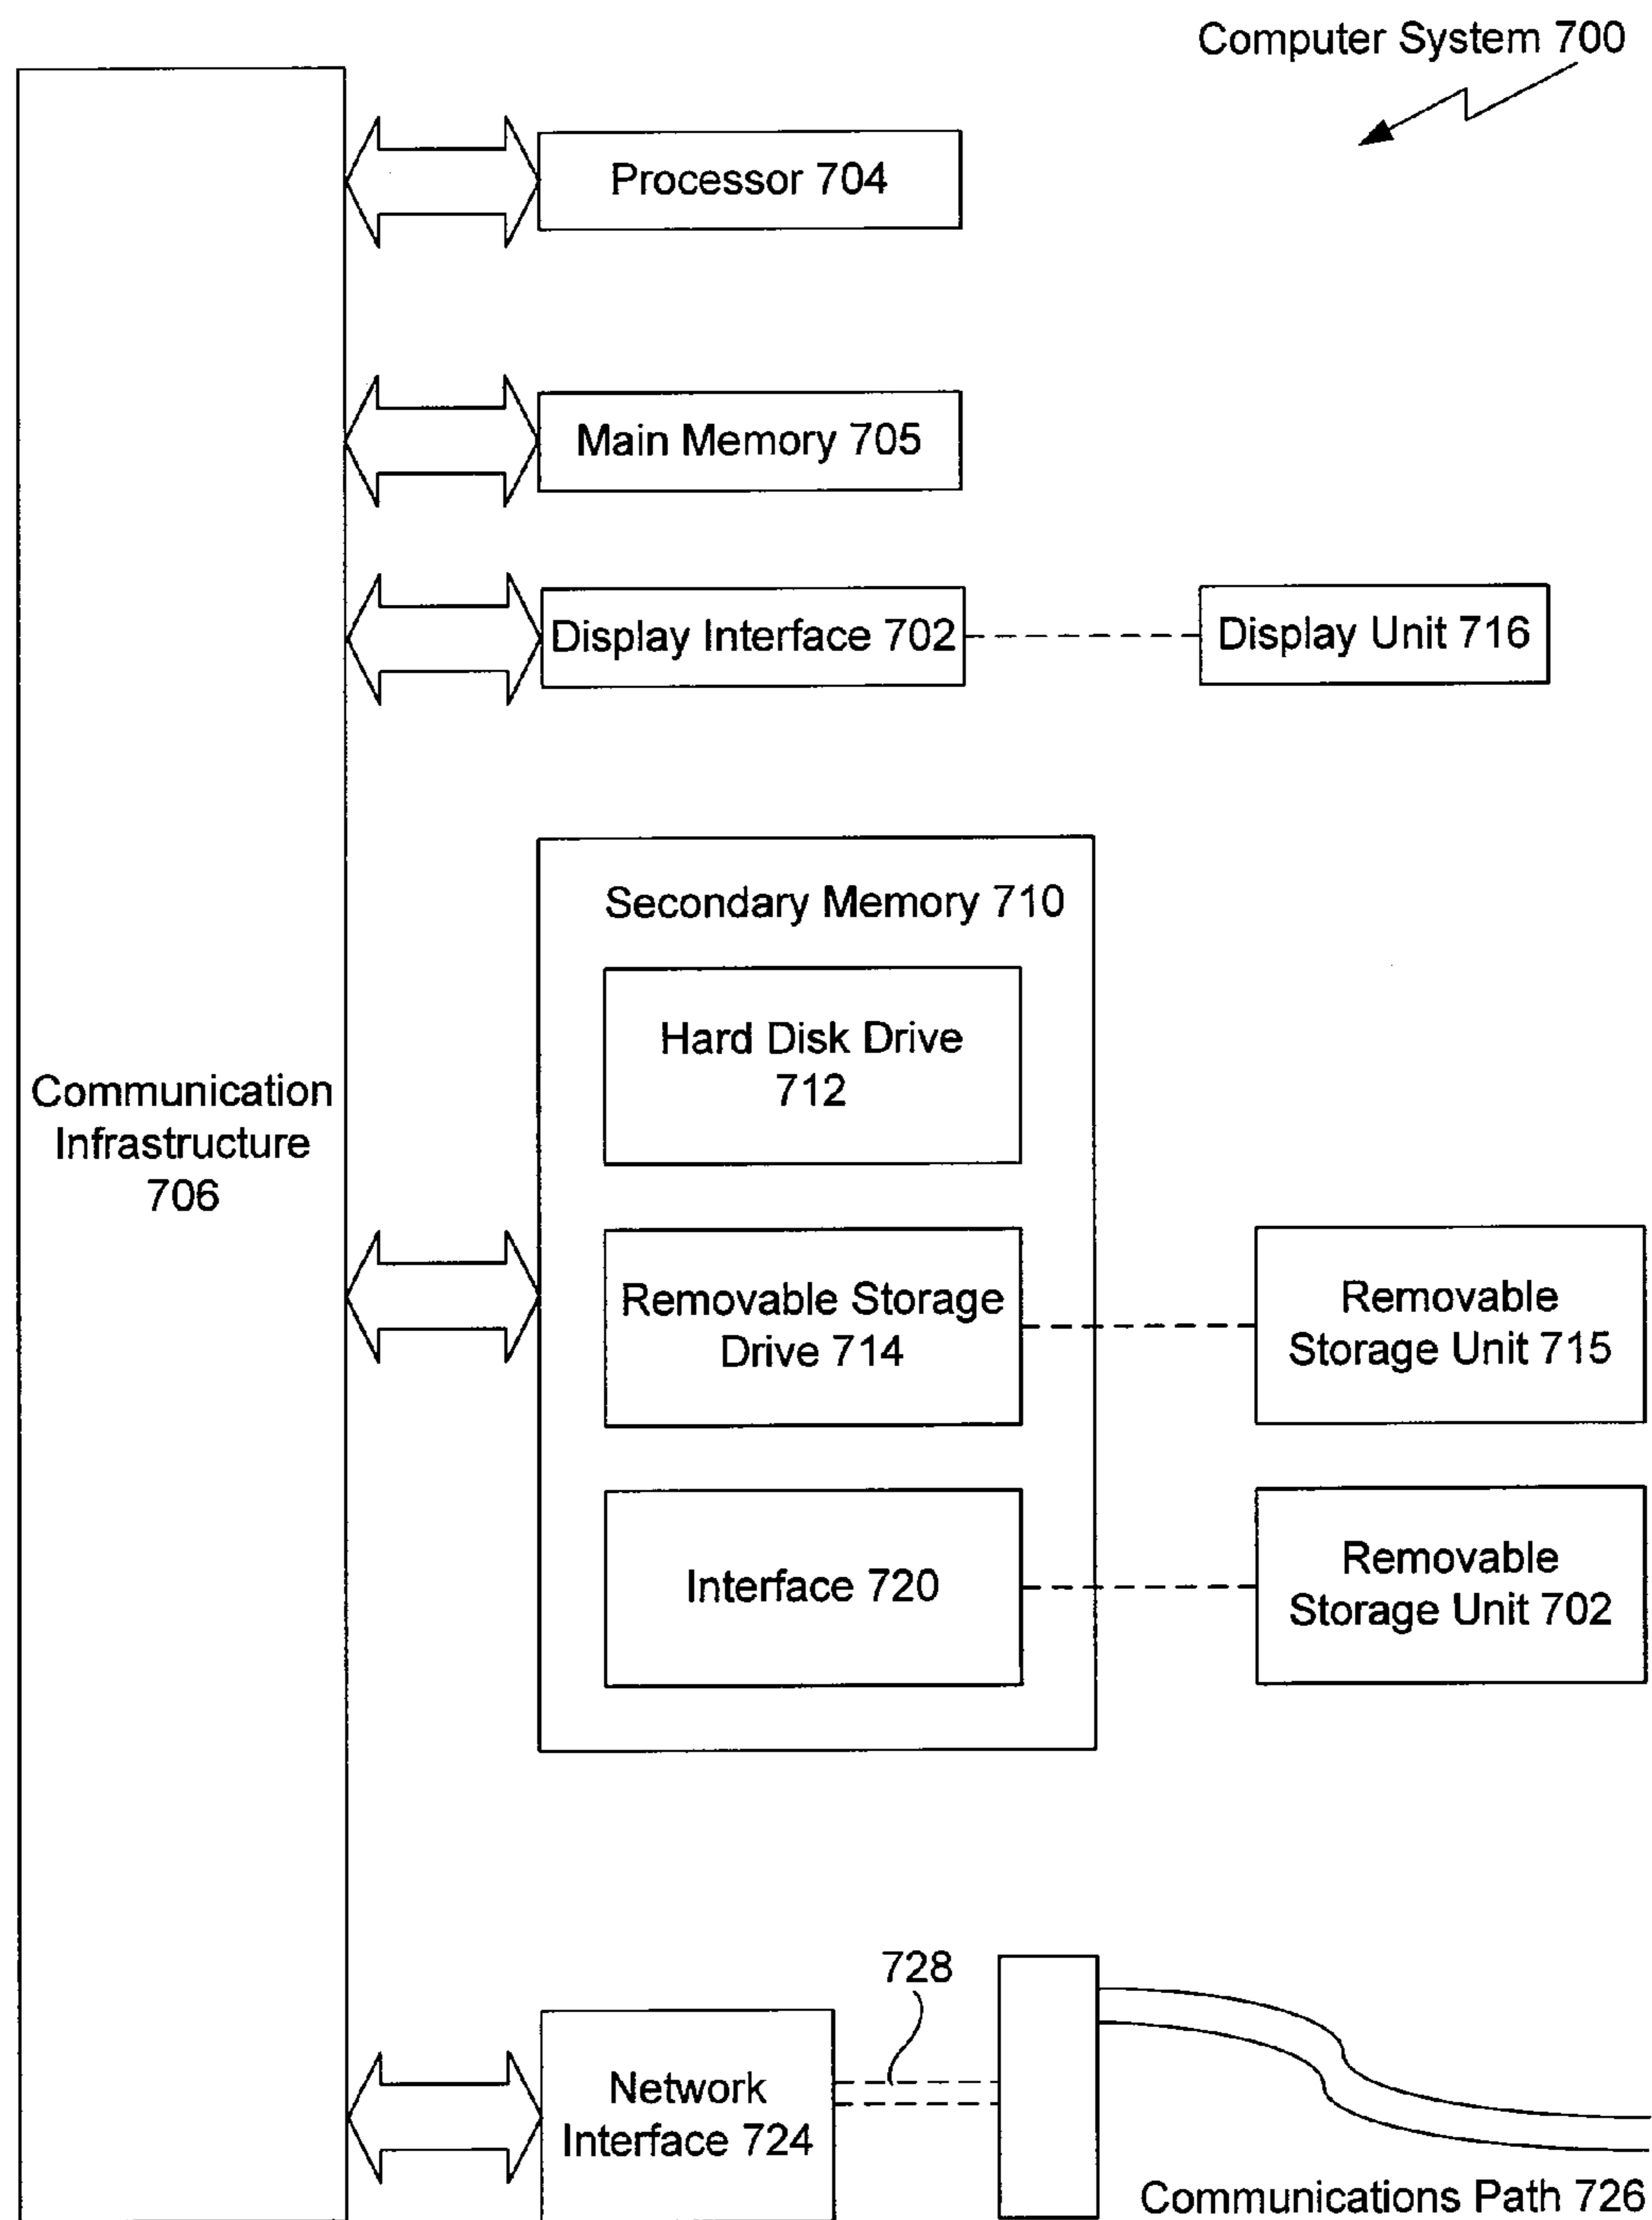 Computer System 700
Processor 704
Main Memory 705
Display Interface 702
Display Unit 716
Secondary Memory 710
Hard Disk Drive
712
Communication
Infrastructure
706
Removable Storage
Drive 714
Removable
Storage Unit 715
Interface 720
Removable
Storage Unit 702
728
Network
Interface 724
Communications Path 726